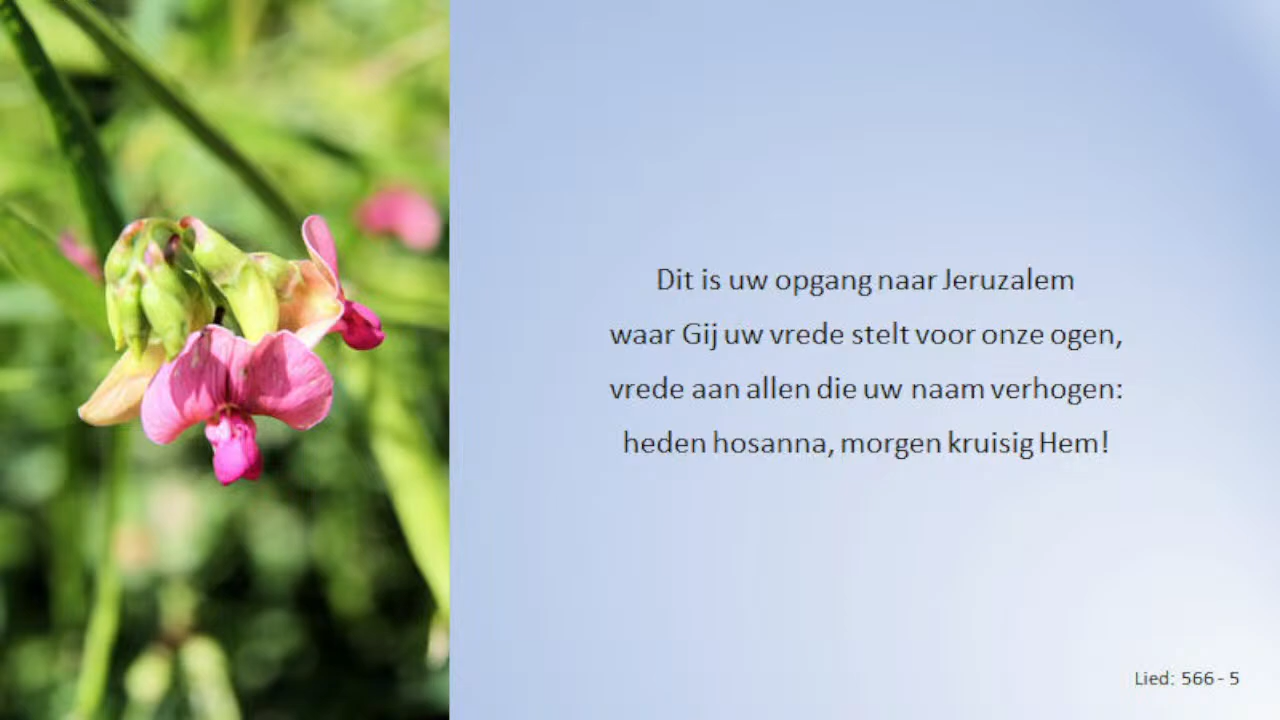 Dit is uw opgang naar Jeruzalem
waar Gij uw vrede stelt voor onze ogen,
vrede aan allen die uw naam verhogen:
heden hosanna, morgen kruisig Hem!
Lied: 566 - 5